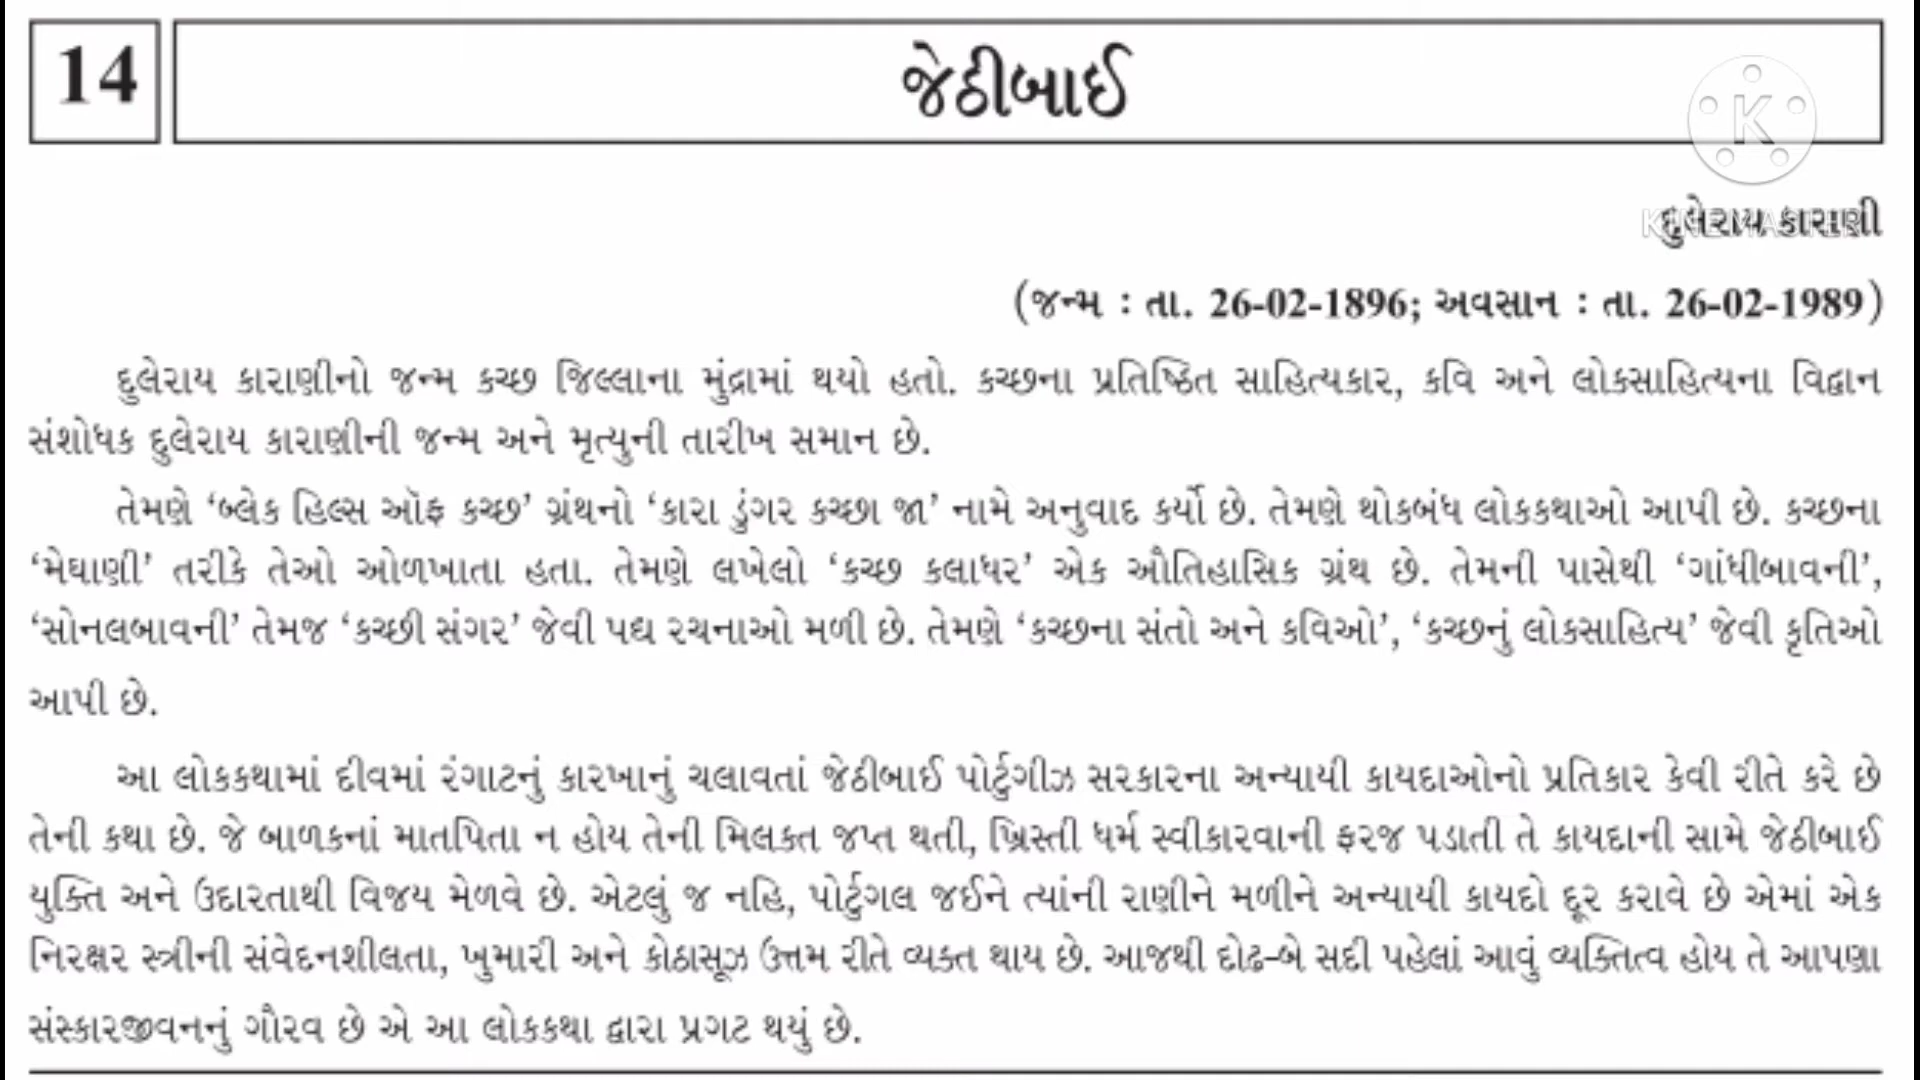 14
જેઠીબાઈ
K
KINEMASTER
દુલેરાય કારાણી
(જન્મ : તા. 26-02-1896; અવસાન : તા. 26-02-1989)
દુલેરાય કારાણીનો જન્મ કચ્છ જિલ્લાના મુંદ્રામાં થયો હતો. કચ્છના પ્રતિષ્ઠિત સાહિત્યકાર, કવિ અને લોકસાહિત્યના વિદ્વાન
સંશોધક દુલેરાય કારાણીની જન્મ અને મૃત્યુની તારીખ સમાન છે.
તેમણે ‘બ્લેક હિલ્સ ઑફ કચ્છ’ ગ્રંથનો ‘કારા ડુંગર કચ્છા જા’ નામે અનુવાદ કર્યો છે. તેમણે થોકબંધ લોકકથાઓ આપી છે. કચ્છના
‘મેઘાણી’ તરીકે તેઓ ઓળખાતા હતા. તેમણે લખેલો ‘કચ્છ કલાધર’ એક ઔતિહાસિક ગ્રંથ છે. તેમની પાસેથી ‘ગાંધીબાવની’,
‘સોનલબાવની’ તેમજ ‘કચ્છી સંગર’ જેવી પદ્ય રચનાઓ મળી છે. તેમણે ‘કચ્છના સંતો અને કવિઓ’, ‘કચ્છનું લોકસાહિત્ય’ જેવી કૃતિઓ
આપી છે.
આ લોકકથામાં દીવમાં રંગાટનું કારખાનું ચલાવતાં જેઠીબાઈ પોર્ટુગીઝ સરકારના અન્યાયી કાયદાઓનો પ્રતિકાર કેવી રીતે કરે છે
તેની કથા છે. જે બાળકનાં માતપિતા ન હોય તેની મિલકત જપ્ત થતી, ખ્રિસ્તી ધર્મ સ્વીકારવાની ફરજ પડાતી તે કાયદાની સામે જેઠીબાઈ
યુક્તિ અને ઉદારતાથી વિજય મેળવે છે. એટલું જ નહિ, પોર્ટુગલ જઈને ત્યાંની રાણીને મળીને અન્યાયી કાયદો દૂર કરાવે છે એમાં એક
નિરક્ષર સ્ત્રીની સંવેદનશીલતા, ખુમારી અને કોઠાસૂઝ ઉત્તમ રીતે વ્યક્ત થાય છે. આજથી દોઢ-બે સદી પહેલાં આવું વ્યક્તિત્વ હોય તે આપણા
સંસ્કારજીવનનું ગૌરવ છે એ આ લોકકથા દ્વારા પ્રગટ થયું છે.